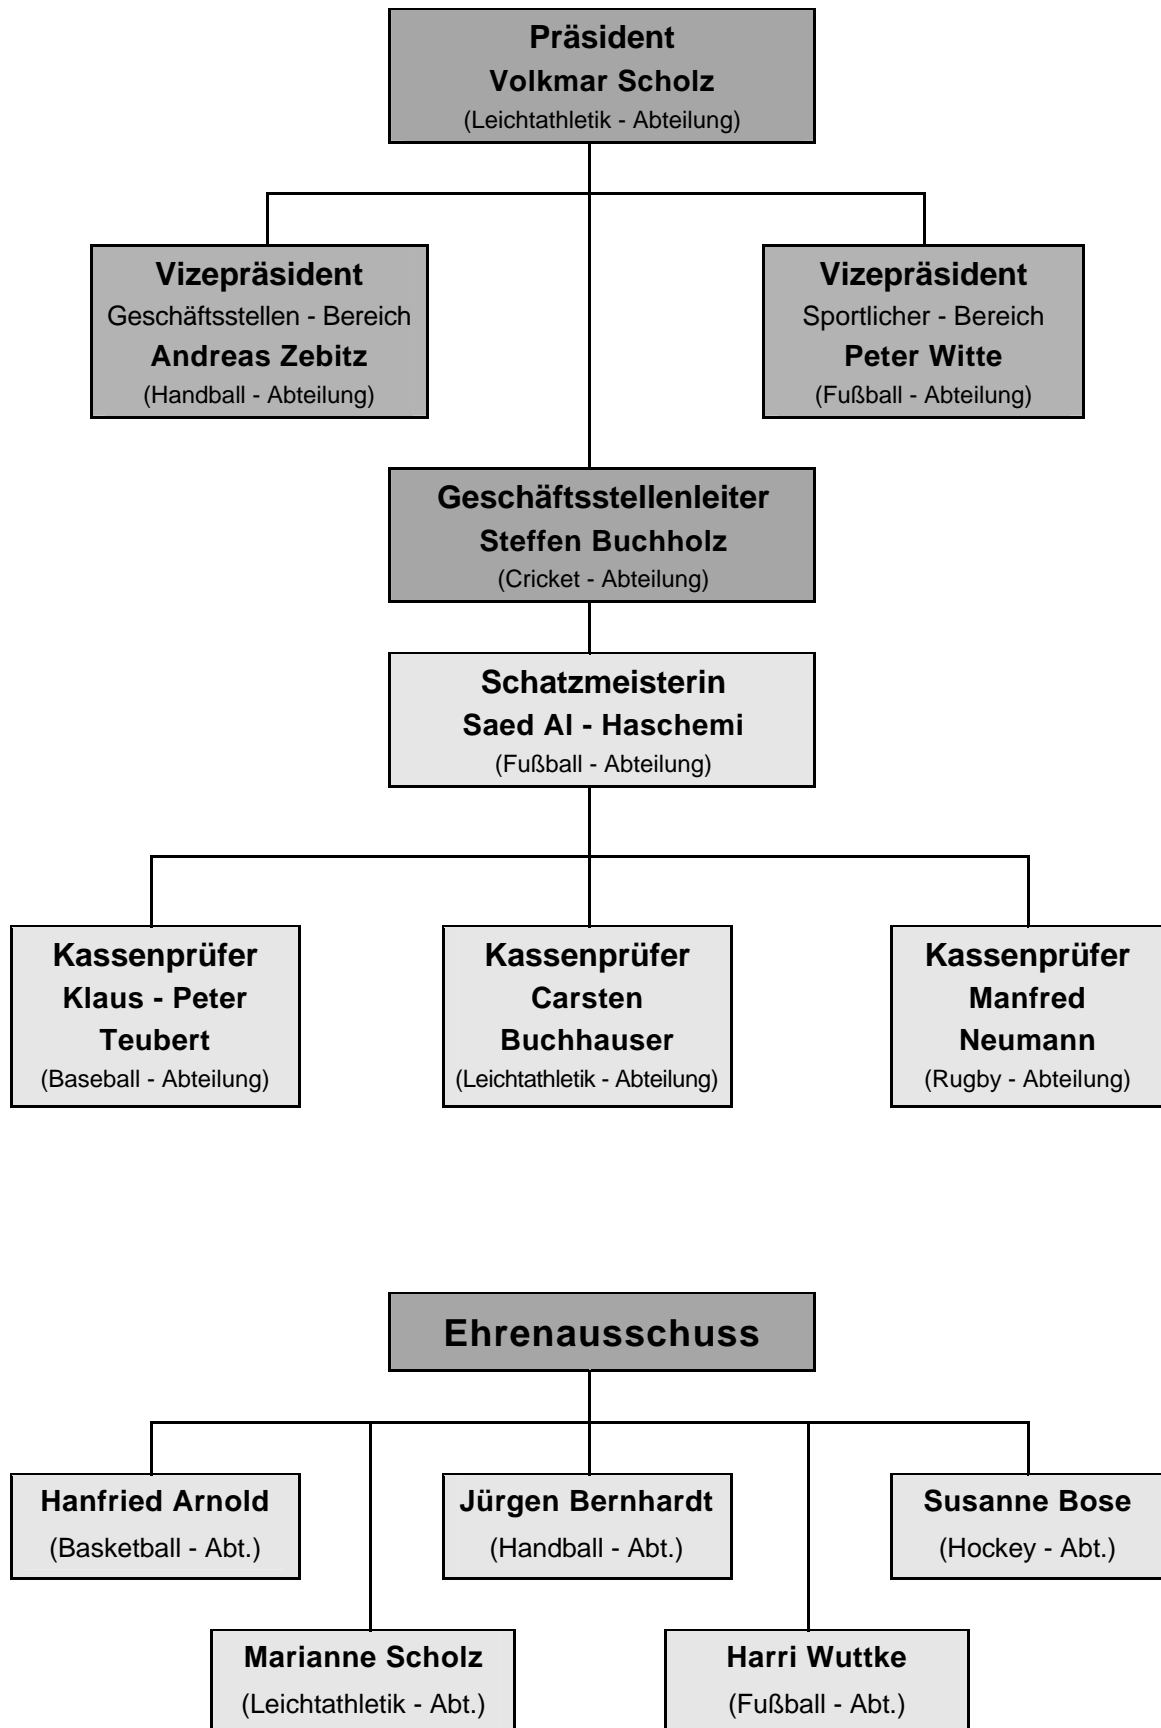 Präsident
Volkmar Scholz
(Leichtathletik - Abteilung)
Vizepräsident
Geschäftsstellen - Bereich
Andreas Zebitz
(Handball - Abteilung)
Vizepräsident
Sportlicher - Bereich
Peter Witte
(Fußball - Abteilung)
Geschäftsstellenleiter
Steffen Buchholz
(Cricket - Abteilung)
Schatzmeisterin
Saed Al - Haschemi
(Fußball - Abteilung)
Kassenprüfer
Klaus - Peter
Teubert
(Baseball - Abteilung)
Kassenprüfer
Carsten
Buchhauser
(Leichtathletik - Abteilung)
Kassenprüfer
Manfred
Neumann
(Rugby - Abteilung)
Ehrenausschuss
Hanfried Arnold
(Basketball - Abt.)
Jürgen Bernhardt
(Handball - Abt.)
Susanne Bose
(Hockey - Abt.)
Marianne Scholz
(Leichtathletik - Abt.)
Harri Wuttke
(Fußball - Abt.)